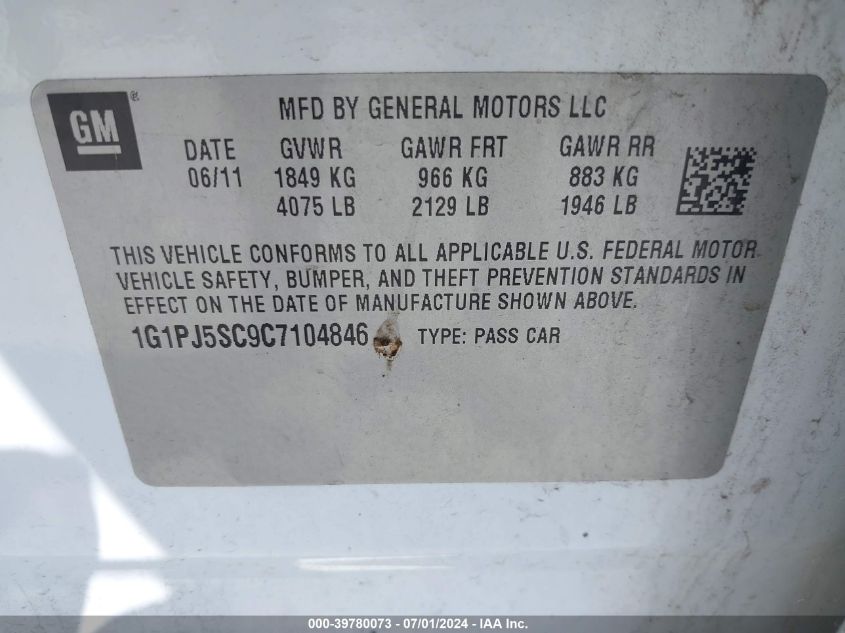 GM ®
MFD BY GENERAL MOTORS LLC
DATE GVWR GAWR FRT GAWR RR
06/11 1849 KG 966 KG 883 KG
4075 LB 2129 LB 1946 LB
THIS VEHICLE CONFORMS TO ALL APPLICABLE U.S. FEDERAL MOTOR
VEHICLE SAFETY, BUMPER, AND THEFT PREVENTION STANDARDS IN
EFFECT ON THE DATE OF MANUFACTURE SHOWN ABOVE.
1G1PJ5SC9C7104846 TYPE: PASS CAR
000-39780073 - 07/01/2024 - IAA Inc.